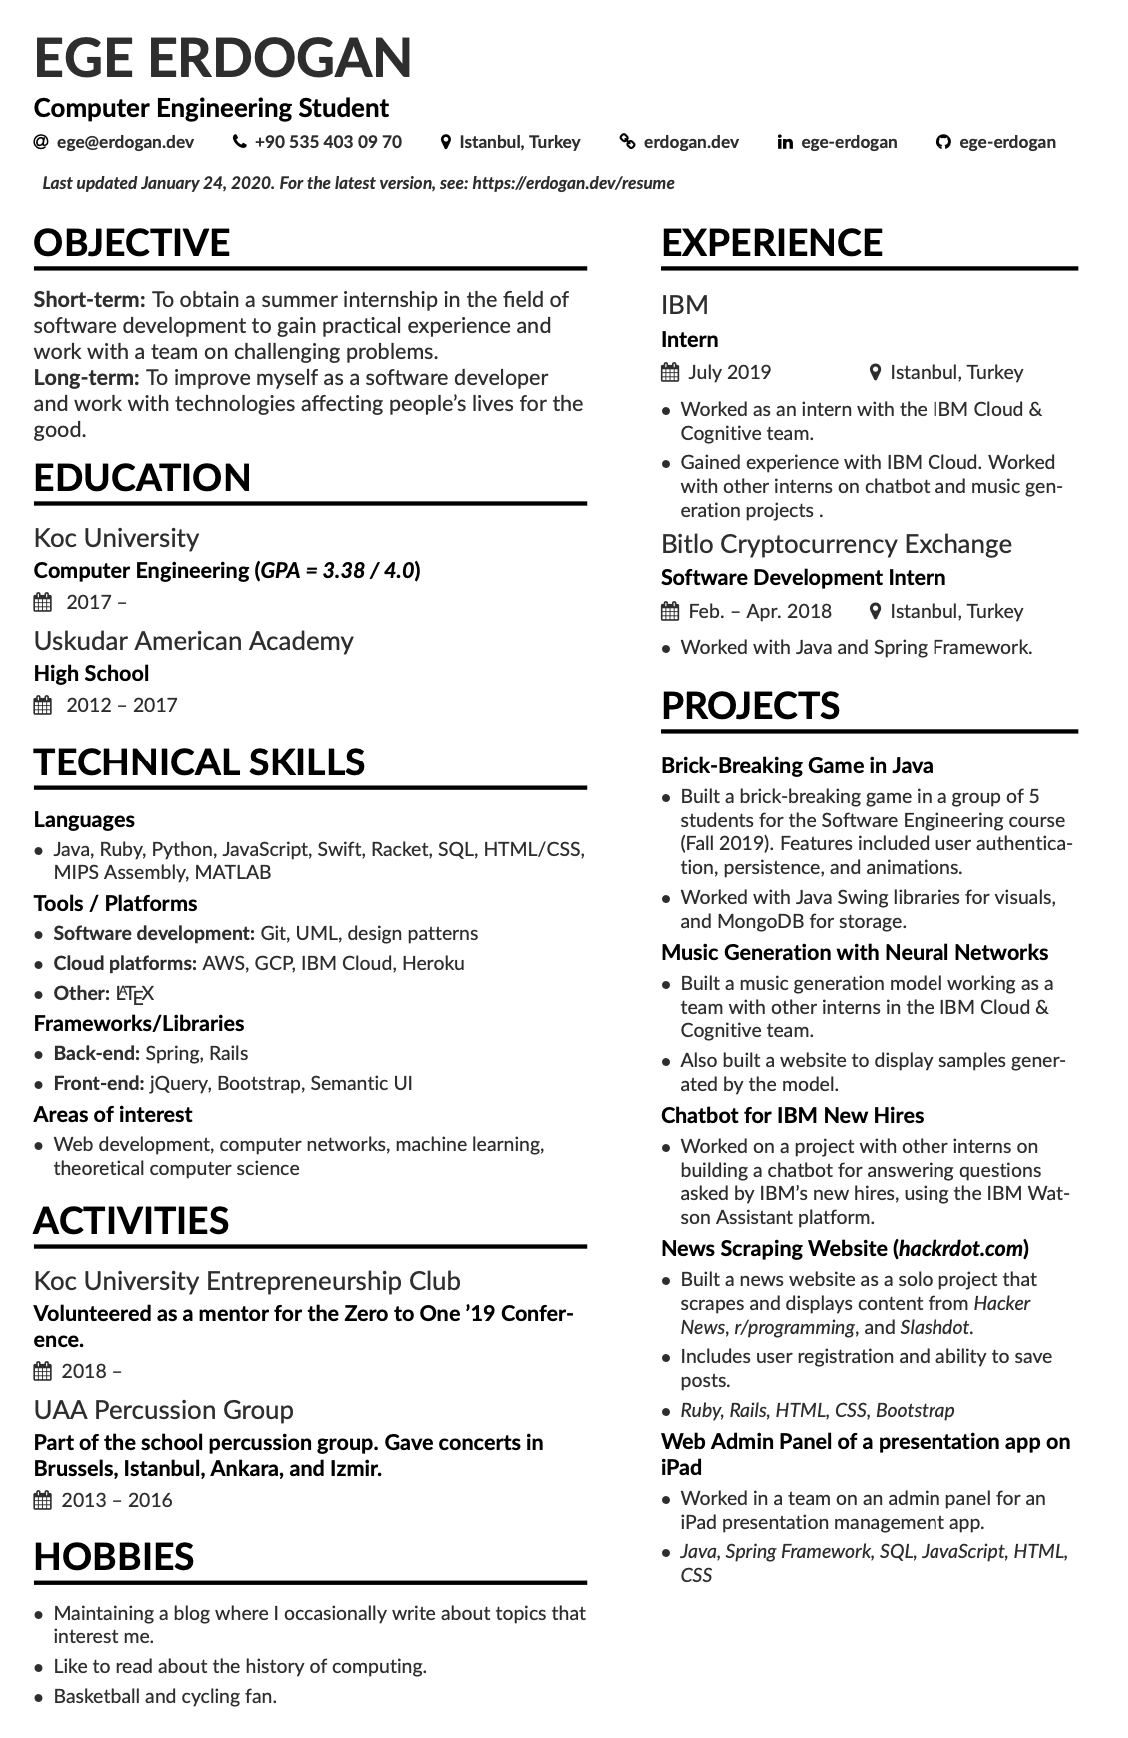 EGE ERDOGAN
Computer Engineering Student
ege@erdogan.dev +90 535 403 09 70 Istanbul, Turkey erdogan.dev ege-erdogan ege-erdogan
Last updated January 24, 2020. For the latest version, see: https://erdogan.dev/resume
OBJECTIVE
Short-term: To obtain a summer internship in the field of
software development to gain practical experience and
work with a team on challenging problems.
Long-term: To improve myself as a software developer
and work with technologies affecting people's lives for the
good.
EDUCATION
Koc University
Computer Engineering (GPA = 3.38 / 4.0)
2017 –
Uskudar American Academy
High School
2012 – 2017
TECHNICAL SKILLS
Languages
• Java, Ruby, Python, JavaScript, Swift, Racket, SQL, HTML/CSS,
MIPS Assembly, MATLAB
Tools / Platforms
• Software development: Git, UML, design patterns
• Cloud platforms: AWS, GCP, IBM Cloud, Heroku
• Other: LATEX
Frameworks/Libraries
• Back-end: Spring, Rails
• Front-end: jQuery, Bootstrap, Semantic UI
Areas of interest
• Web development, computer networks, machine learning,
theoretical computer science
ACTIVITIES
Koc University Entrepreneurship Club
Volunteered as a mentor for the Zero to One '19 Confer-
ence.
2018 –
UAA Percussion Group
Part of the school percussion group. Gave concerts in
Brussels, Istanbul, Ankara, and Izmir.
2013 – 2016
HOBBIES
• Maintaining a blog where I occasionally write about topics that
interest me.
• Like to read about the history of computing.
• Basketball and cycling fan.
EXPERIENCE
IBM
Intern
July 2019 Istanbul, Turkey
• Worked as an intern with the IBM Cloud &
Cognitive team.
• Gained experience with IBM Cloud. Worked
with other interns on chatbot and music gen-
eration projects .
Bitlo Cryptocurrency Exchange
Software Development Intern
Feb. – Apr. 2018 Istanbul, Turkey
• Worked with Java and Spring Framework.
PROJECTS
Brick-Breaking Game in Java
• Built a brick-breaking game in a group of 5
students for the Software Engineering course
(Fall 2019). Features included user authentica-
tion, persistence, and animations.
• Worked with Java Swing libraries for visuals,
and MongoDB for storage.
Music Generation with Neural Networks
• Built a music generation model working as a
team with other interns in the IBM Cloud &
Cognitive team.
• Also built a website to display samples gener-
ated by the model.
Chatbot for IBM New Hires
• Worked on a project with other interns on
building a chatbot for answering questions
asked by IBM's new hires, using the IBM Wat-
son Assistant platform.
News Scraping Website (hackrdot.com)
• Built a news website as a solo project that
scrapes and displays content from Hacker
News, r/programming, and Slashdot.
• Includes user registration and ability to save
posts.
• Ruby, Rails, HTML, CSS, Bootstrap
Web Admin Panel of a presentation app on
iPad
• Worked in a team on an admin panel for an
iPad presentation management app.
• Java, Spring Framework, SQL, JavaScript, HTML,
CSS